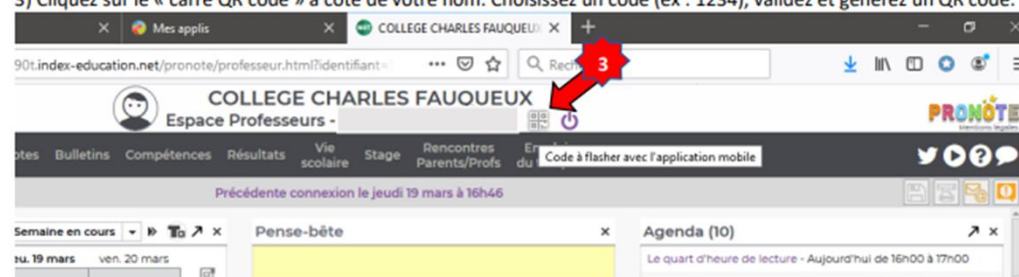 3) Cliquez sur le « carré QR code » à côté de votre nom. Choisissez un code (ex : 1234), validez et générez un QR code.
Mes applis
COLLEGE CHARLES FAUQUEU
90t.index-education.net/pronote/professeur.html?identifiant=
Rech
3
COLLEGE CHARLES FAUQUEUX
Espace Professeurs -
PRONOTE
Mentions légales
otes Bulletins Compétences Résultats Vie scolaire Stage Rencontres Parents/Profs
Code à flasher avec l'application mobile
Précédente connexion le jeudi 19 mars à 16h46
Semaine en cours
Pense-bête
Agenda (10)
eu. 19 mars ven. 20 mars
Le quart d'heure de lecture - Aujourd'hui de 16h00 à 17h00